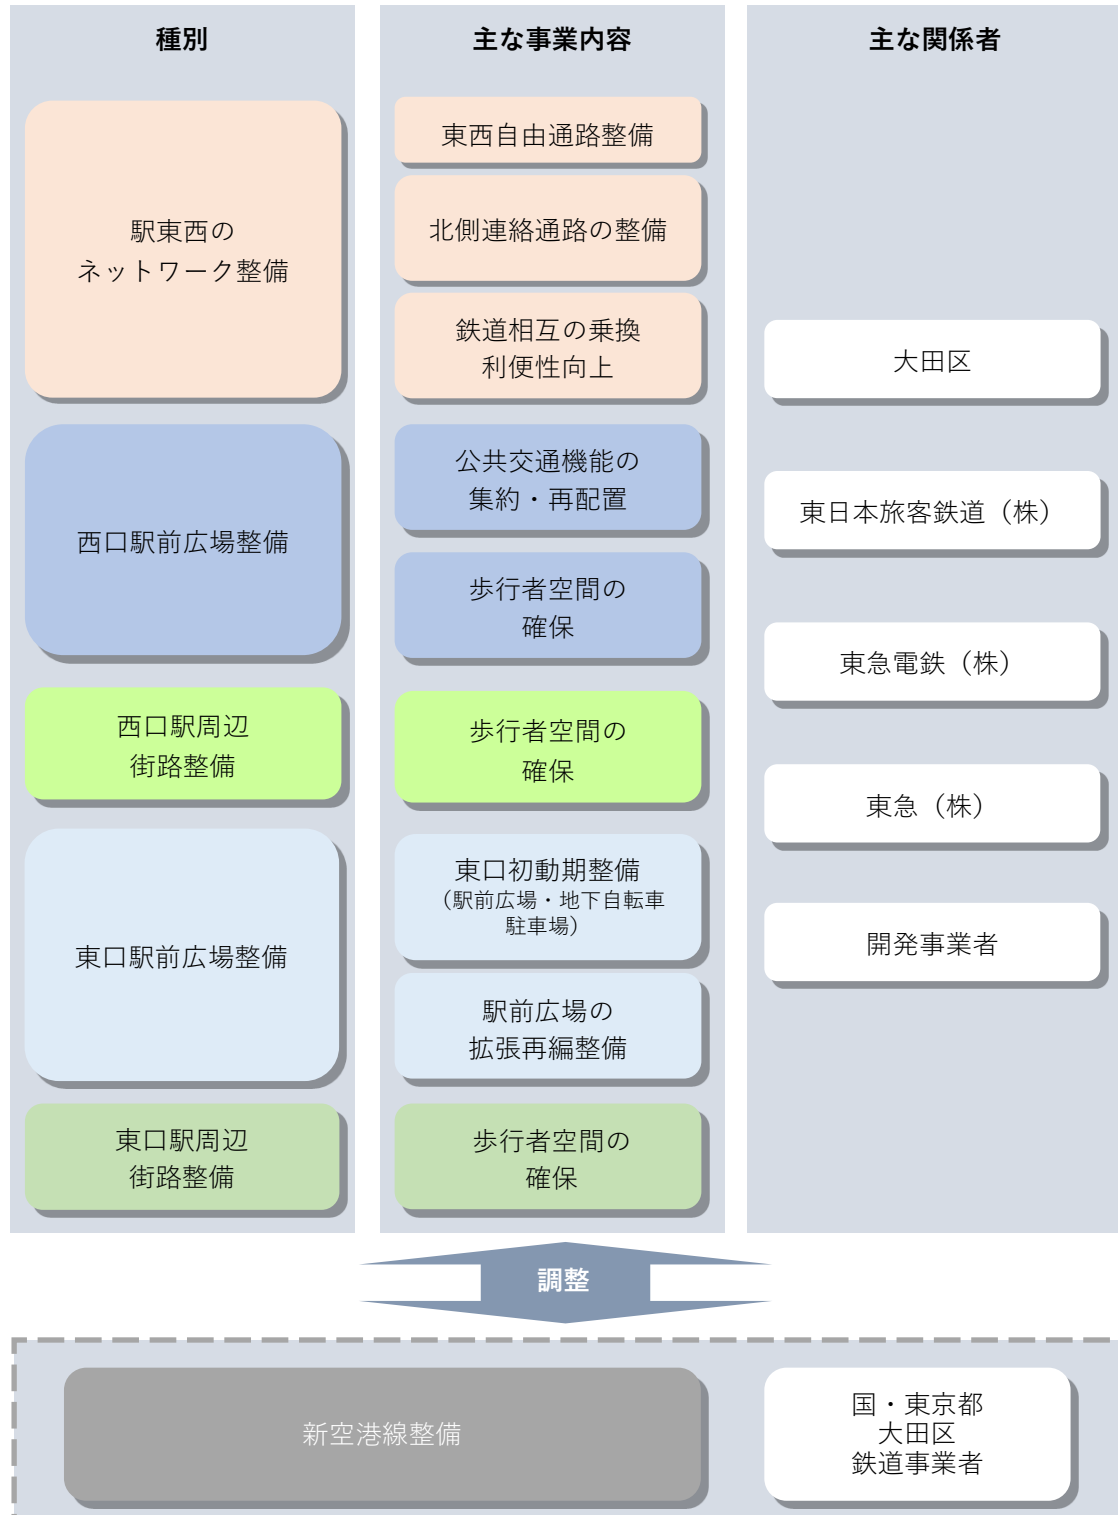 種別
駅東西の
ネットワーク整備
西口駅前広場整備
西口駅周辺
街路整備
東口駅前広場整備
東口駅周辺
街路整備
主な事業内容
東西自由通路整備
北側連絡通路の整備
鉄道相互の乗換
利便性向上
公共交通機能の
集約・再配置
歩行者空間の
確保
歩行者空間の
確保
東口初動期整備
（駅前広場・地下自転車
駐車場）
駅前広場の
拡張再編整備
歩行者空間の
確保
主な関係者
大田区
東日本旅客鉄道（株）
東急電鉄（株）
東急（株）
開発事業者
調整
新空港線整備
国・東京都
大田区
鉄道事業者